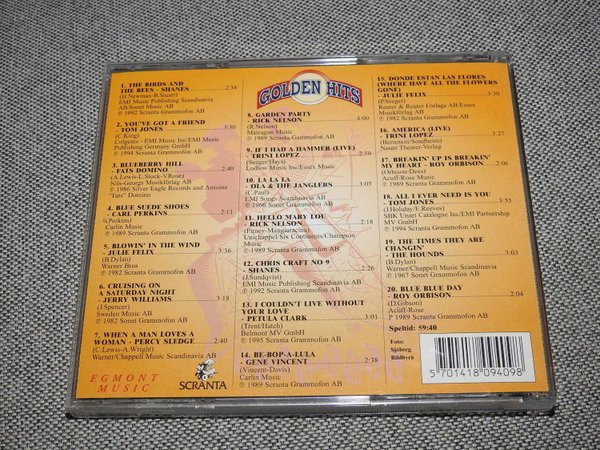 GOLDEN HITS
1. THE BIRDS AND
THE BEES - SHANES 2:34
(H.Newman-B.Stuart)
EMI Music Publishing Scandinavia
AB/Sonet Music AB
℗ 1992 Scranta Grammofon AB
2. YOU'VE GOT A FRIEND
- TOM JONES 3:30
(C.King)
Colgems - EMI Music Inc/EMI Music
Publishing Germany GmbH
℗ 1994 Scranta Grammofon AB
3. BLUEBERRY HILL -
FATS DOMINO 2:40
(A.Lewis-L.Stock-V.Rose)
Nils-Georgs Musikförlag AB
℗ 1986 Silver Eagle Records and Antoine
"Fats" Domino
4. BLUE SUEDE SHOES
- CARL PERKINS 2:11
(C.Perkins)
Carlin Music
℗ 1989 Scranta Grammofon AB
5. BLOWIN' IN THE WIND
- JULIE FELIX 3:36
(B.Dylan)
Warner Bros
℗ 1982 Scranta Grammofon AB
6. CRUISING ON
A SATURDAY NIGHT
- JERRY WILLIAMS 3:18
(J.Spencer)
Sweden Music AB
℗ 1982 Sonet Grammofon AB
7. WHEN A MAN LOVES A
WOMAN - PERCY SLEDGE 2:40
(C.Lewis-A.Wright)
Warner/Chappell Music Scandinavia AB
EGMONT
MUSIC
SCRANTA
8. GARDEN PARTY
- RICK NELSON 4:00
(R.Nelson)
Matragun Music
℗ 1989 Scranta Grammofon AB
9. IF I HAD A HAMMER (LIVE)
- TRINI LOPEZ 2:59
(Seeger/Hays)
Ludlow Music Inc/Essex Music
10. LA LA LA
- OLA & THE JANGLERS 3:05
(C.Paul)
EMI Songs Scandinavia AB
℗ 1966 Sonet Grammofon AB
11. HELLO MARY LOU
- RICK NELSON 2:22
(Pitney-Mangiaracina)
Unichappell/Six Continents/Champion
Music
℗ 1989 Scranta Grammofon AB
12. CHRIS CRAFT NO 9
- SHANES 2:26
(J.Sundqvist)
EMI/Cumulus Publishing Scandinavia AB
℗ 1992 Scranta Grammofon AB
13. I COULDN'T LIVE WITHOUT
YOUR LOVE
- PETULA CLARK 3:01
(Trent/Hatch)
Belmont MV GmbH
℗ 1995 Scranta Grammofon AB
14. BE-BOP-A-LULA
- GENE VINCENT 2:38
(Vincent-Davis)
Carlin Music
℗ 1989 Scranta Grammofon AB
15. DONDE ESTAN LAS FLORES
(WHERE HAVE ALL THE FLOWERS
GONE)
- JULIE FELIX
(P.Seeger)
Reuter & Reuter Förlags AB/Essex
Musikförlag AB
℗ 1982 Scranta Grammofon AB
16. AMERICA (LIVE)
- TRINI LOPEZ 3:27
(Bernstein/Sondheim)
Neuer Theater-Verlag
17. BREAKIN' UP IS BREAKIN'
MY HEART - ROY ORBISON 2:06
(Orbison-Dees)
Acuff-Rose Music
℗ 1989 Scranta Grammofon AB
18. ALL I EVER NEED IS YOU
- TOM JONES 3:55
(J.Holiday/E.Reeves)
SBK Unart Catalogue Inc/EMI Partnership
MV GmbH
℗ 1994 Scranta Grammofon AB
19. THE TIMES THEY ARE
CHANGIN'
- THE HOUNDS 3:03
(B.Dylan)
Warner/Chappell Music Scandinavia
℗ 1967 Sonet Grammofon AB
20. BLUE BLUE DAY
- ROY ORBISON 2:04
(D.Gibson)
Acuff-Rose
℗ 1989 Scranta Grammofon AB
Speltid: 59:40
Foto:
Sjöberg
Bildbyrå
5 701418 094098